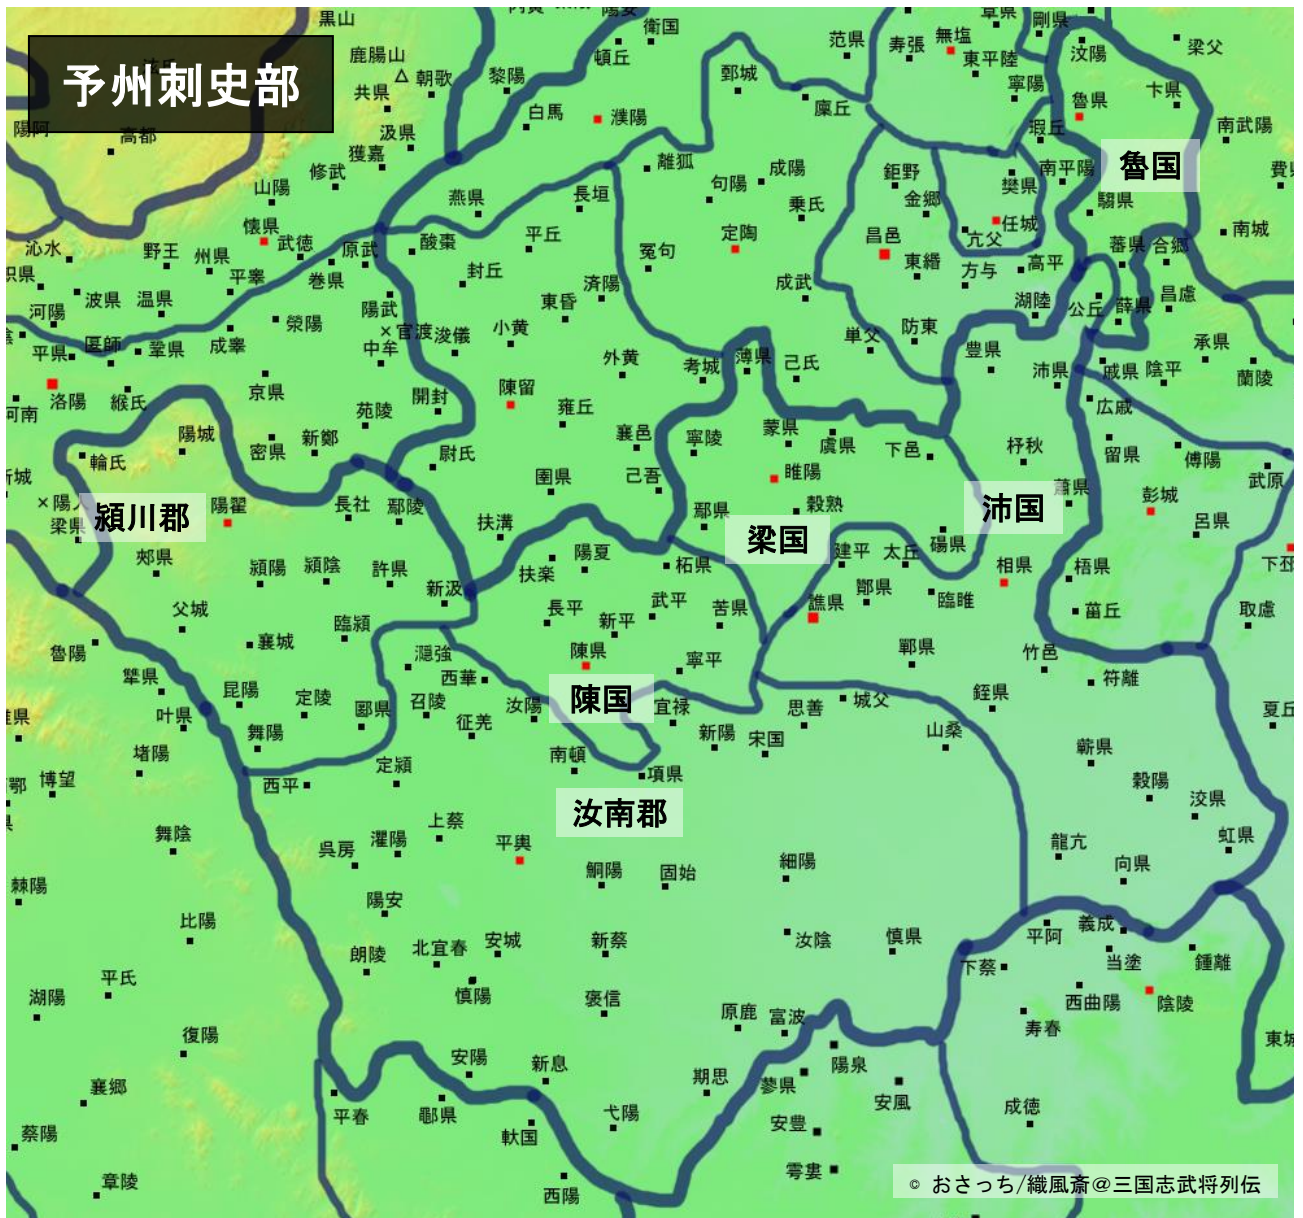 予州刺史部
黒山
鹿腸山
共県
朝歌
黎陽
頓丘
衛国
白馬
濮陽
汲県
獲嘉
修武
山陽
高都
陽阿
懐県
武徳
原武
沁水
野王
州県
平皋
巻県
波県
温県
河陽
滎陽
平県
匽師
鞏県
成皋
洛陽
緱氏
河南
京県
陽武
官渡
中牟
浚儀
小黄
酸棗
燕県
平丘
封丘
長垣
東昏
済陽
外黄
陳留
雍丘
開封
苑陵
新鄭
密県
陽城
輪氏
尉氏
圉県
襄邑
己吾
扶溝
鄄城
范県
寿張
無塩
章県
剛県
東平陸
寧陽
汶陽
梁父
魯県
卞県
廩丘
離狐
成陽
句陽
乗氏
定陶
冤句
成武
鉅野
金郷
昌邑
東緡
樊県
任城
亢父
方与
高平
湖陸
瑕丘
南平陽
魯国
騶県
南武陽
南城
蕃県
合郷
公丘
薛県
昌慮
承県
蘭陵
陰平
戚県
沛県
豊県
防東
単父
己氏
薄県
考城
広戚
留県
傅陽
武原
彭城
呂県
下邳
取慮
梧県
甾丘
寧陵
蒙県
虞県
下邑
杼秋
蕭県
睢陽
穀熟
鄢県
梁国
沛国
碭県
建平
太丘
相県
酇県
臨睢
譙県
鄲県
竹邑
符離
銍県
城父
山桑
蘄県
穀陽
洨県
虹県
夏丘
龍亢
向県
潁川郡
陽翟
長社
鄢陵
梁県
郟県
潁陽
潁陰
許県
新汲
父城
襄城
臨潁
魯陽
犨県
昆陽
定陵
郾県
叶県
舞陽
堵陽
博望
舞陰
棘陽
比陽
平氏
湖陽
復陽
襄郷
蔡陽
章陵
陽夏
扶楽
柘県
長平
武平
新平
苦県
陳県
寧平
陳国
㶏強
西華
召陵
汝陽
征羌
宜禄
新陽
思善
宋国
南頓
項県
西平
定潁
汝南郡
上蔡
平輿
呉房
灈陽
鮦陽
固始
細陽
陽安
朗陵
北宜春
安城
新蔡
汝陰
慎県
慎陽
褒信
原鹿
富波
安陽
新息
期思
弋陽
平春
鄳県
軑国
西陽
蓼県
陽泉
安豊
安風
雩婁
下蔡
平阿
義成
当塗
鍾離
西曲陽
陰陵
寿春
成徳
東城
© おさっち/織風斎@三国志武将列伝